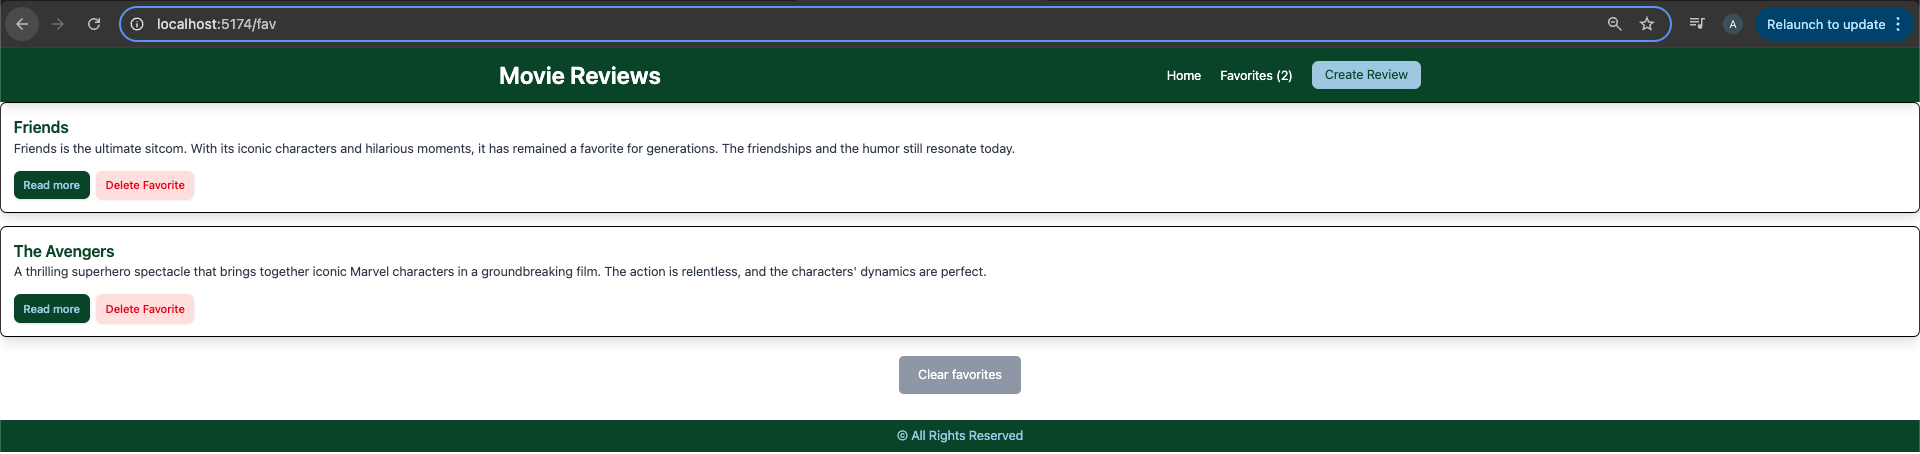 localhost:5174/fav
A
Relaunch to update
Movie Reviews
Home
Favorites (2)
Create Review
Friends
Friends is the ultimate sitcom. With its iconic characters and hilarious moments, it has remained a favorite for generations. The friendships and the humor still resonate today.
Read more
Delete Favorite
The Avengers
A thrilling superhero spectacle that brings together iconic Marvel characters in a groundbreaking film. The action is relentless, and the characters' dynamics are perfect.
Read more
Delete Favorite
Clear favorites
© All Rights Reserved